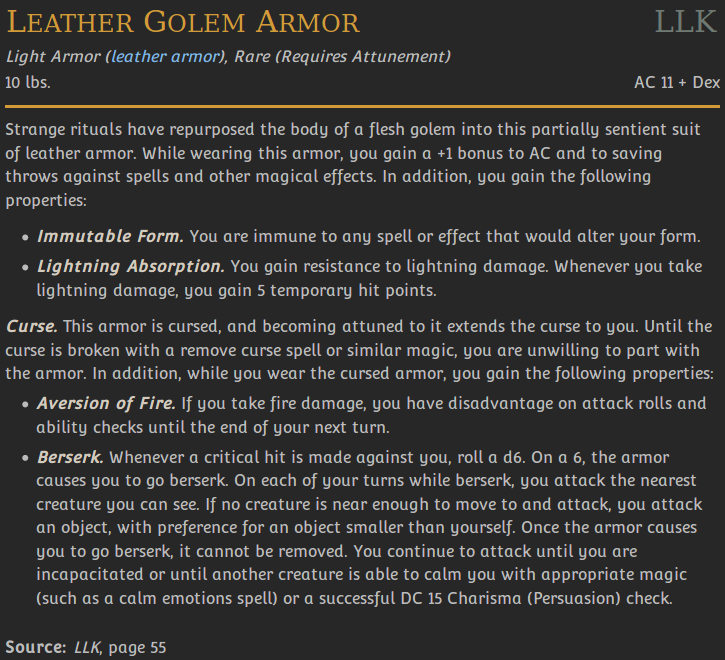 Leather Golem Armor LLK
Light Armor (leather armor), Rare (Requires Attunement)
10 lbs. AC 11 + Dex
Strange rituals have repurposed the body of a flesh golem into this partially sentient suit
of leather armor. While wearing this armor, you gain a +1 bonus to AC and to saving
throws against spells and other magical effects. In addition, you gain the following
properties:
• Immutable Form. You are immune to any spell or effect that would alter your form.
• Lightning Absorption. You gain resistance to lightning damage. Whenever you take
lightning damage, you gain 5 temporary hit points.
Curse. This armor is cursed, and becoming attuned to it extends the curse to you. Until the
curse is broken with a remove curse spell or similar magic, you are unwilling to part with
the armor. In addition, while you wear the cursed armor, you gain the following properties:
• Aversion of Fire. If you take fire damage, you have disadvantage on attack rolls and
ability checks until the end of your next turn.
• Berserk. Whenever a critical hit is made against you, roll a d6. On a 6, the armor
causes you to go berserk. On each of your turns while berserk, you attack the nearest
creature you can see. If no creature is near enough to move to and attack, you attack
an object, with preference for an object smaller than yourself. Once the armor causes
you to go berserk, it cannot be removed. You continue to attack until you are
incapacitated or until another creature is able to calm you with appropriate magic
(such as a calm emotions spell) or a successful DC 15 Charisma (Persuasion) check.
Source: LLK, page 55